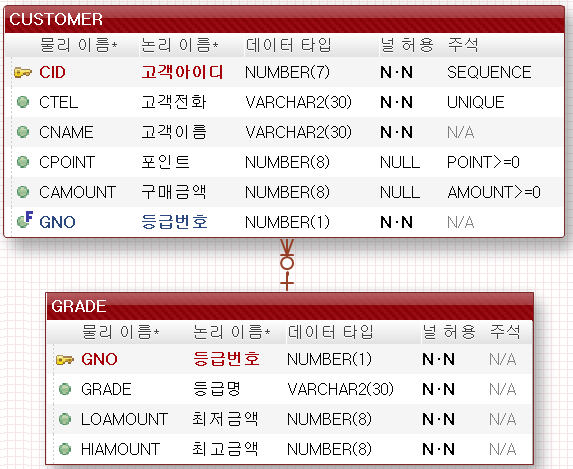 CUSTOMER
물리 이름* 논리 이름* 데이터 타입 널 허용 주석
CID 고객아이디 NUMBER(7) N·N SEQUENCE
CTEL 고객전화 VARCHAR2(30) N·N UNIQUE
CNAME 고객이름 VARCHAR2(30) N·N N/A
CPOINT 포인트 NUMBER(8) NULL POINT>=0
CAMOUNT 구매금액 NUMBER(8) NULL AMOUNT>=0
F GNO 등급번호 NUMBER(1) N·N N/A
GRADE
물리 이름* 논리 이름* 데이터 타입 널 허용 주석
GNO 등급번호 NUMBER(1) N·N N/A
GRADE 등급명 VARCHAR2(30) N·N N/A
LOAMOUNT 최저금액 NUMBER(8) N·N N/A
HIAMOUNT 최고금액 NUMBER(8) N·N N/A